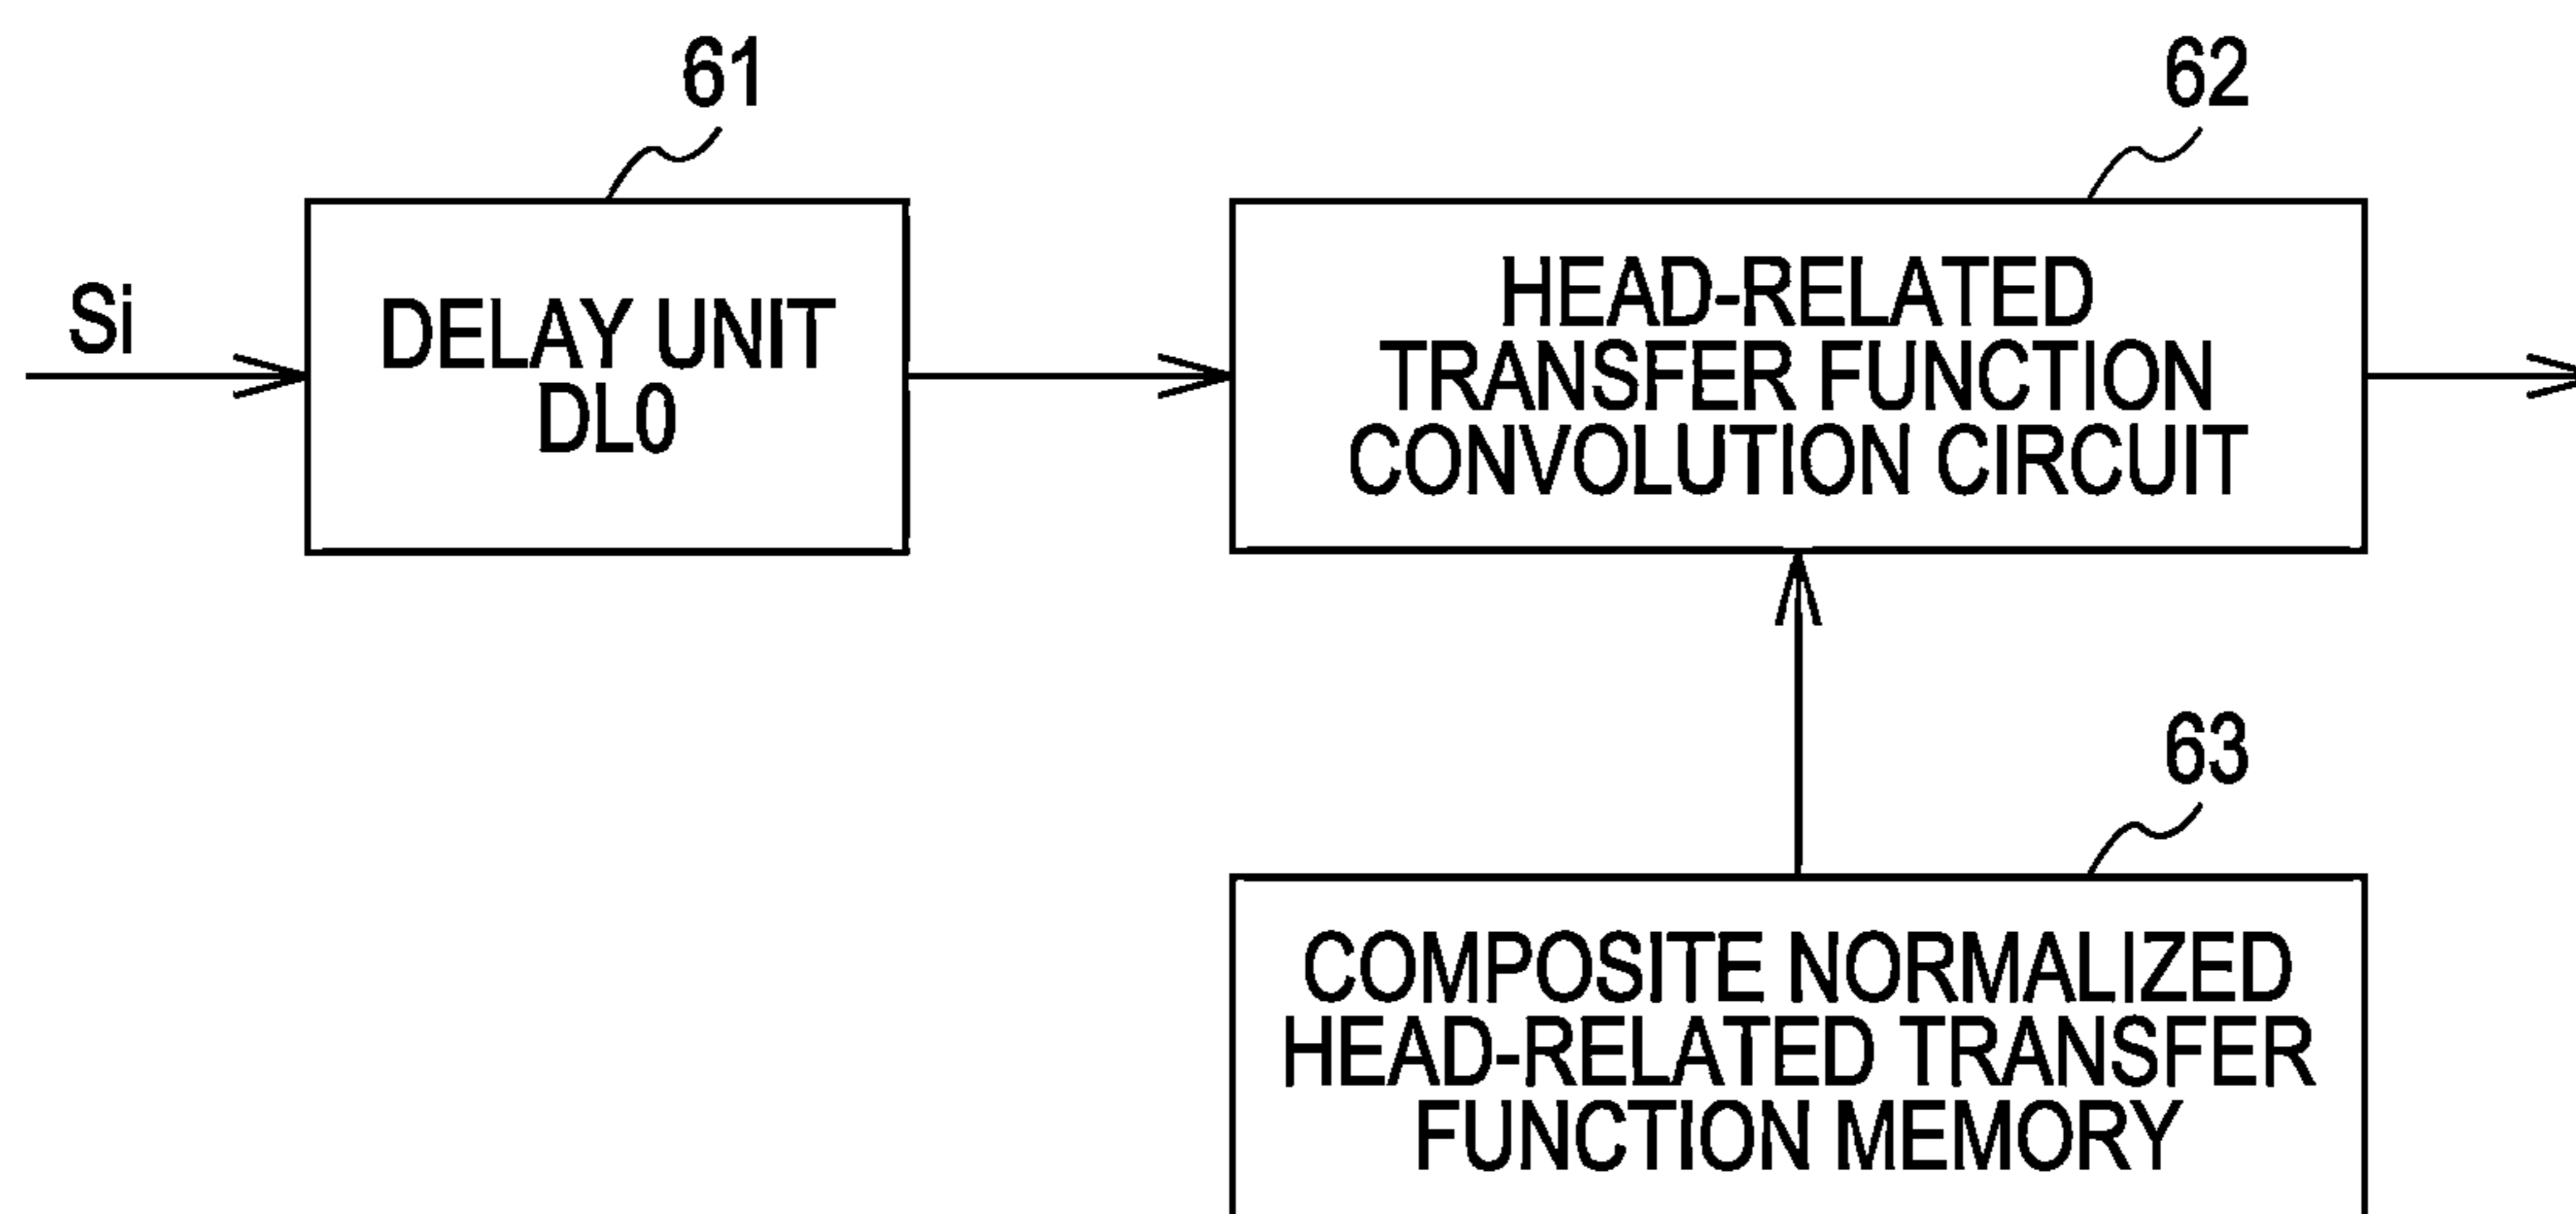 61
62
Si
DELAY UNIT
DL0
HEAD-RELATED
TRANSFER FUNCTION
CONVOLUTION CIRCUIT
63
COMPOSITE NORMALIZED
HEAD-RELATED TRANSFER
FUNCTION MEMORY